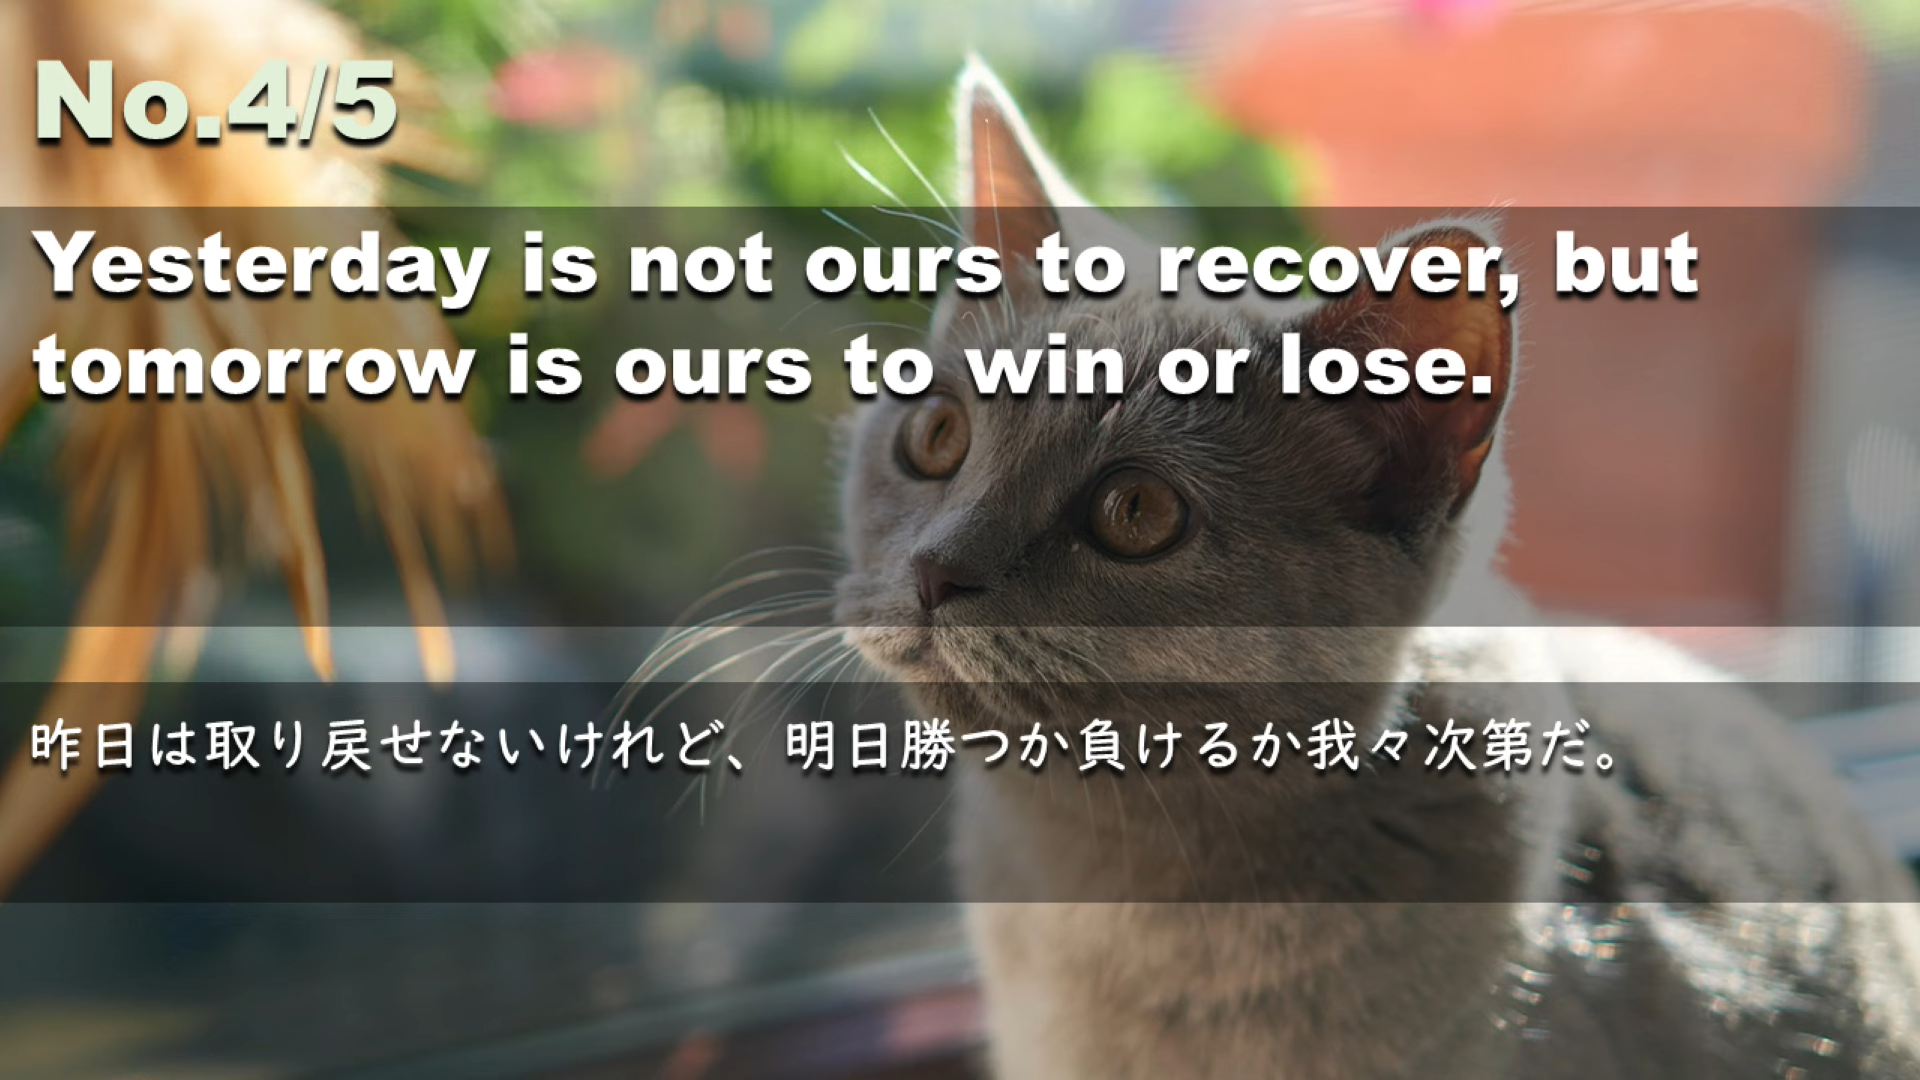 No.4/5
Yesterday is not ours to recover, but
tomorrow is ours to win or lose.
昨日は取り戻せないけれど、明日勝つか負けるか我々次第だ。